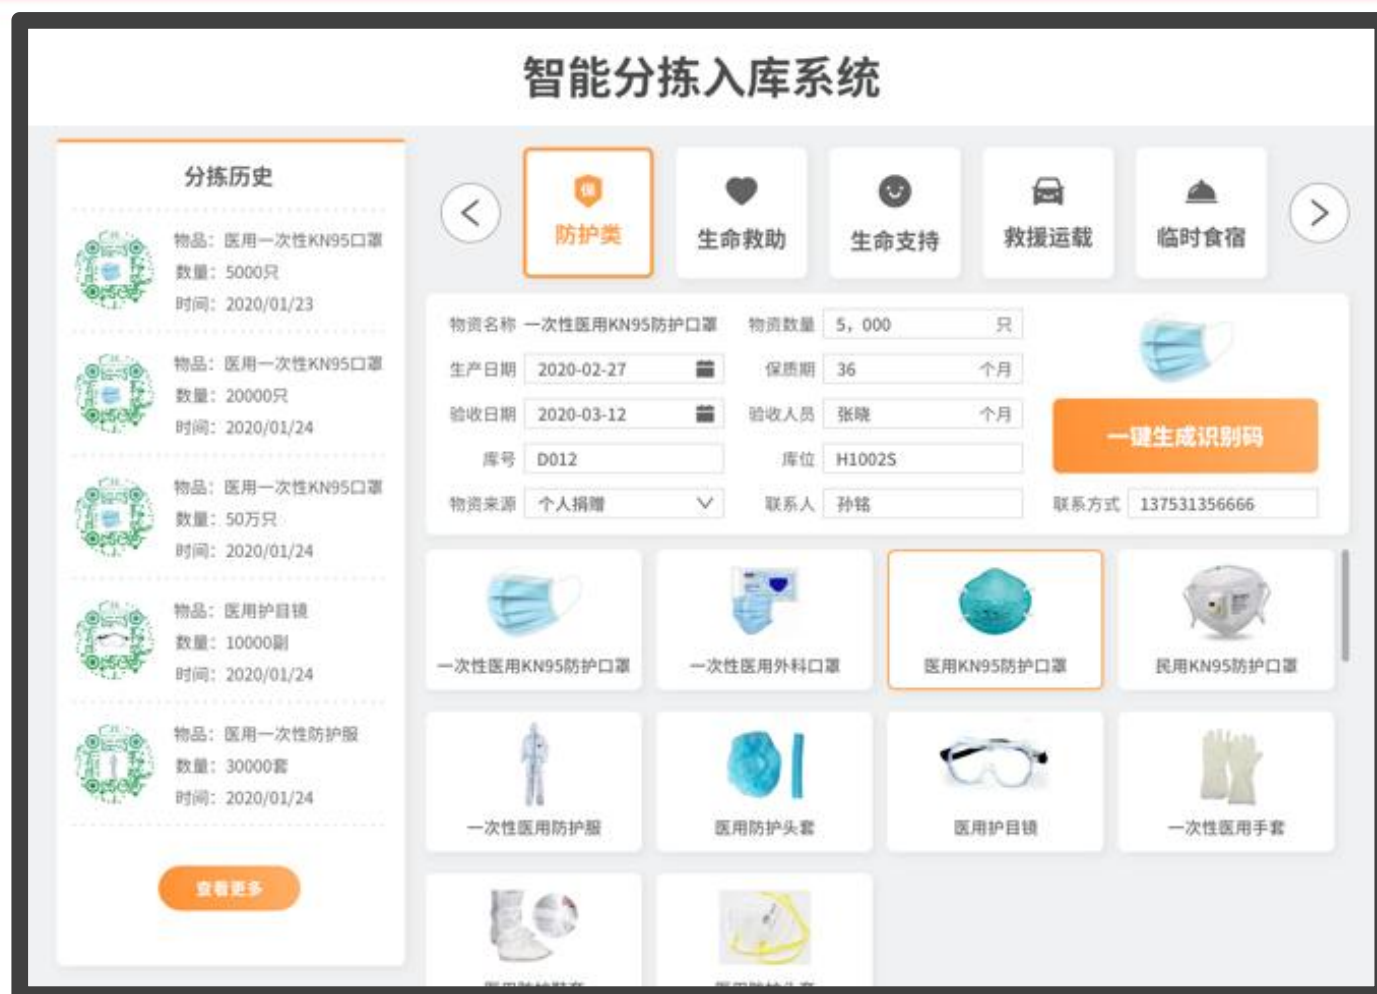 智能分拣入库系统
分拣历史
物品：医用一次性KN95口罩
数量：5000只
时间：2020/01/23
物品：医用一次性KN95口罩
数量：20000只
时间：2020/01/24
物品：医用一次性KN95口罩
数量：50万只
时间：2020/01/24
物品：医用护目镜
数量：10000副
时间：2020/01/24
物品：医用一次性防护服
数量：30000套
时间：2020/01/24
查看更多
保
防护类 生命救助 生命支持 救援运载 临时食宿
物资名称 一次性医用KN95防护口罩 物资数量 5，000 只
生产日期 2020-02-27 保质期 36 个月
验收日期 2020-03-12 验收人员 张晓 个月
一键生成识别码
库号 D012 库位 H1002S
物资来源 个人捐赠 联系人 孙铭 联系方式 137531356666
一次性医用KN95防护口罩 一次性医用外科口罩 医用KN95防护口罩 民用KN95防护口罩
一次性医用防护服 医用防护头套 医用护目镜 一次性医用手套